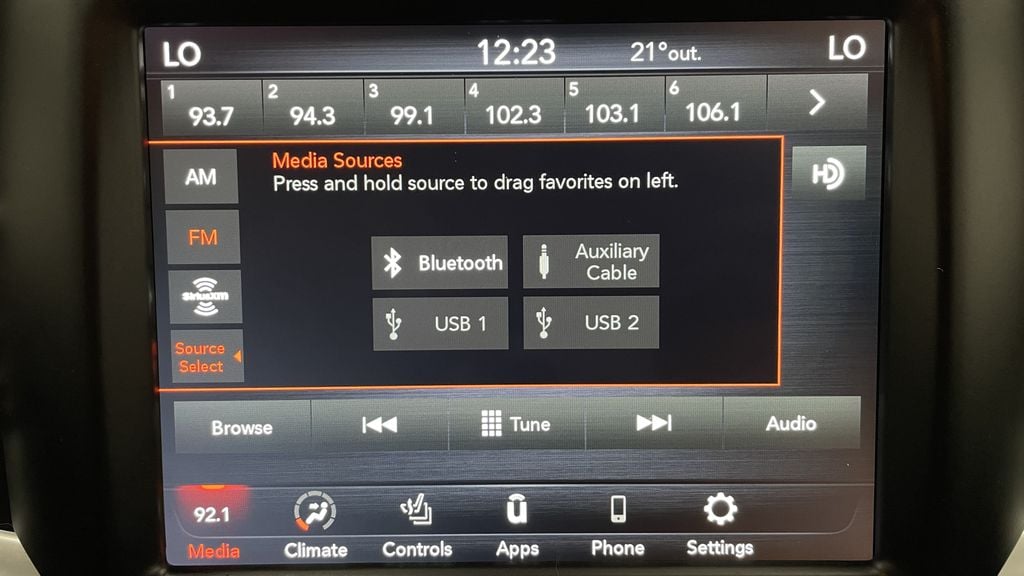 LO 12:23 21°out. LO
1 2 3 4 5 6
93.7 94.3 99.1 102.3 103.1 106.1
Media Sources
Press and hold source to drag favorites on left.
AM
HD
FM
Bluetooth
Auxiliary
Cable
SiriusXM
USB 1 USB 2
Source
Select
Browse Tune Audio
92.1
Media Climate Controls Apps Phone Settings